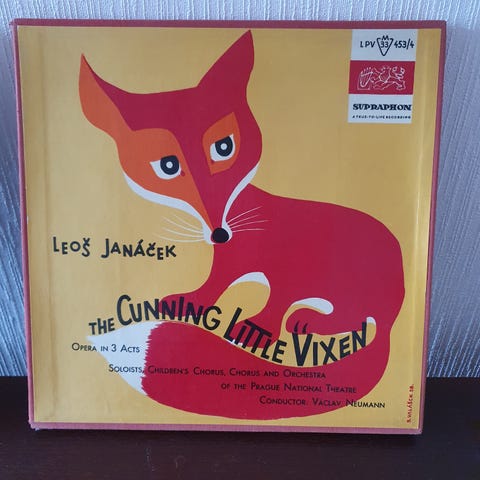 LPV M 33 453/4
SUPRAPHON
A TRUE-TO-LIFE RECORDING
LEOŠ JANÁČEK
THE CUNNING LITTLE VIXEN
OPERA IN 3 ACTS
SOLOISTS, CHILDREN'S CHORUS, CHORUS AND ORCHESTRA
OF THE PRAGUE NATIONAL THEATRE
CONDUCTOR: VÁCLAV NEUMANN